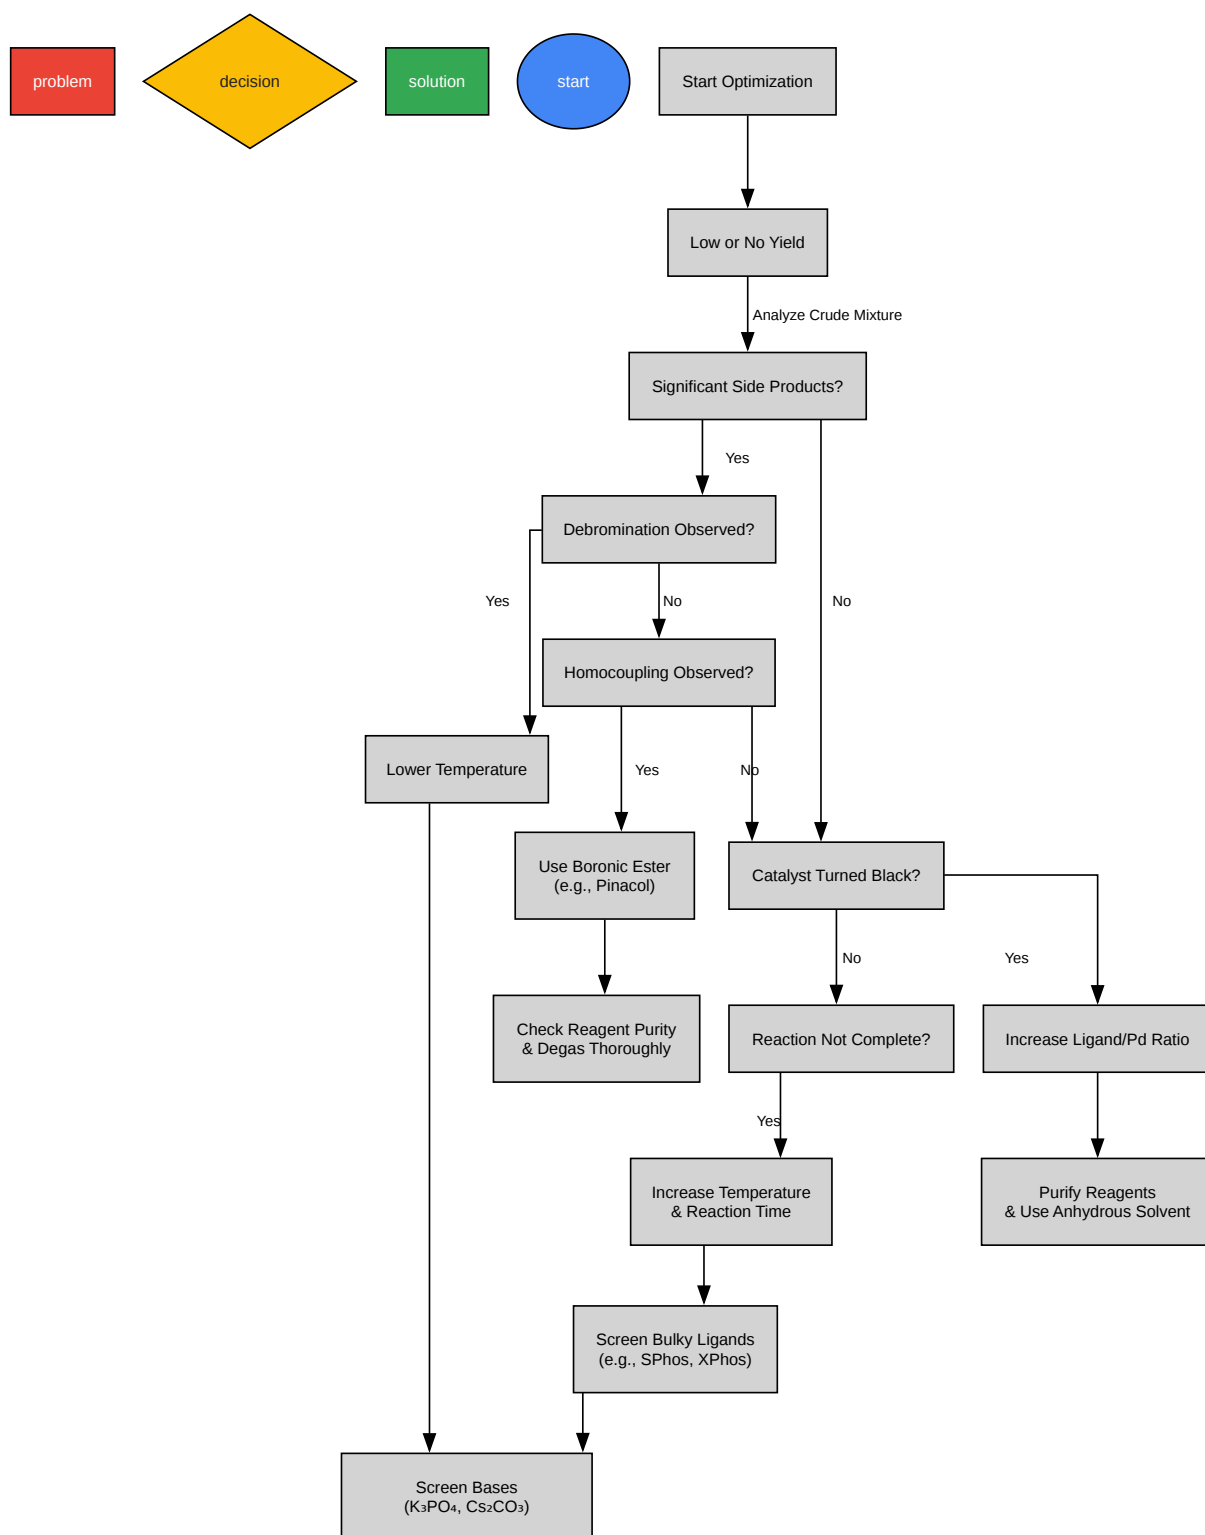 problem
decision
solution
start
Start Optimization
Low or No Yield
Analyze Crude Mixture
Significant Side Products?
Yes
Debromination Observed?
Yes
No
No
Homocoupling Observed?
Lower Temperature
Yes
No
Use Boronic Ester
(e.g., Pinacol)
Catalyst Turned Black?
No
Yes
Check Reagent Purity
& Degas Thoroughly
Reaction Not Complete?
Increase Ligand/Pd Ratio
Yes
Increase Temperature
& Reaction Time
Purify Reagents
& Use Anhydrous Solvent
Screen Bulky Ligands
(e.g., SPhos, XPhos)
Screen Bases
(K₃PO₄, Cs₂CO₃)